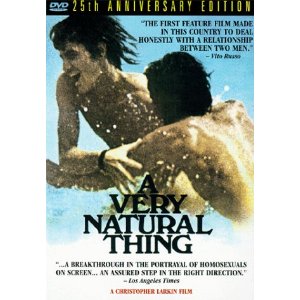 DVD 25th ANNIVERSARY EDITION
"THE FIRST FEATURE FILM MADE
IN THIS COUNTRY TO DEAL
HONESTLY WITH A RELATIONSHIP
BETWEEN TWO MEN."
– Vito Russo
A
VERY
NATURAL
THING
"...A BREAKTHROUGH IN THE PORTRAYAL OF HOMOSEXUALS
ON SCREEN... AN ASSURED STEP IN THE RIGHT DIRECTION."
– Los Angeles Times
A CHRISTOPHER LARKIN FILM